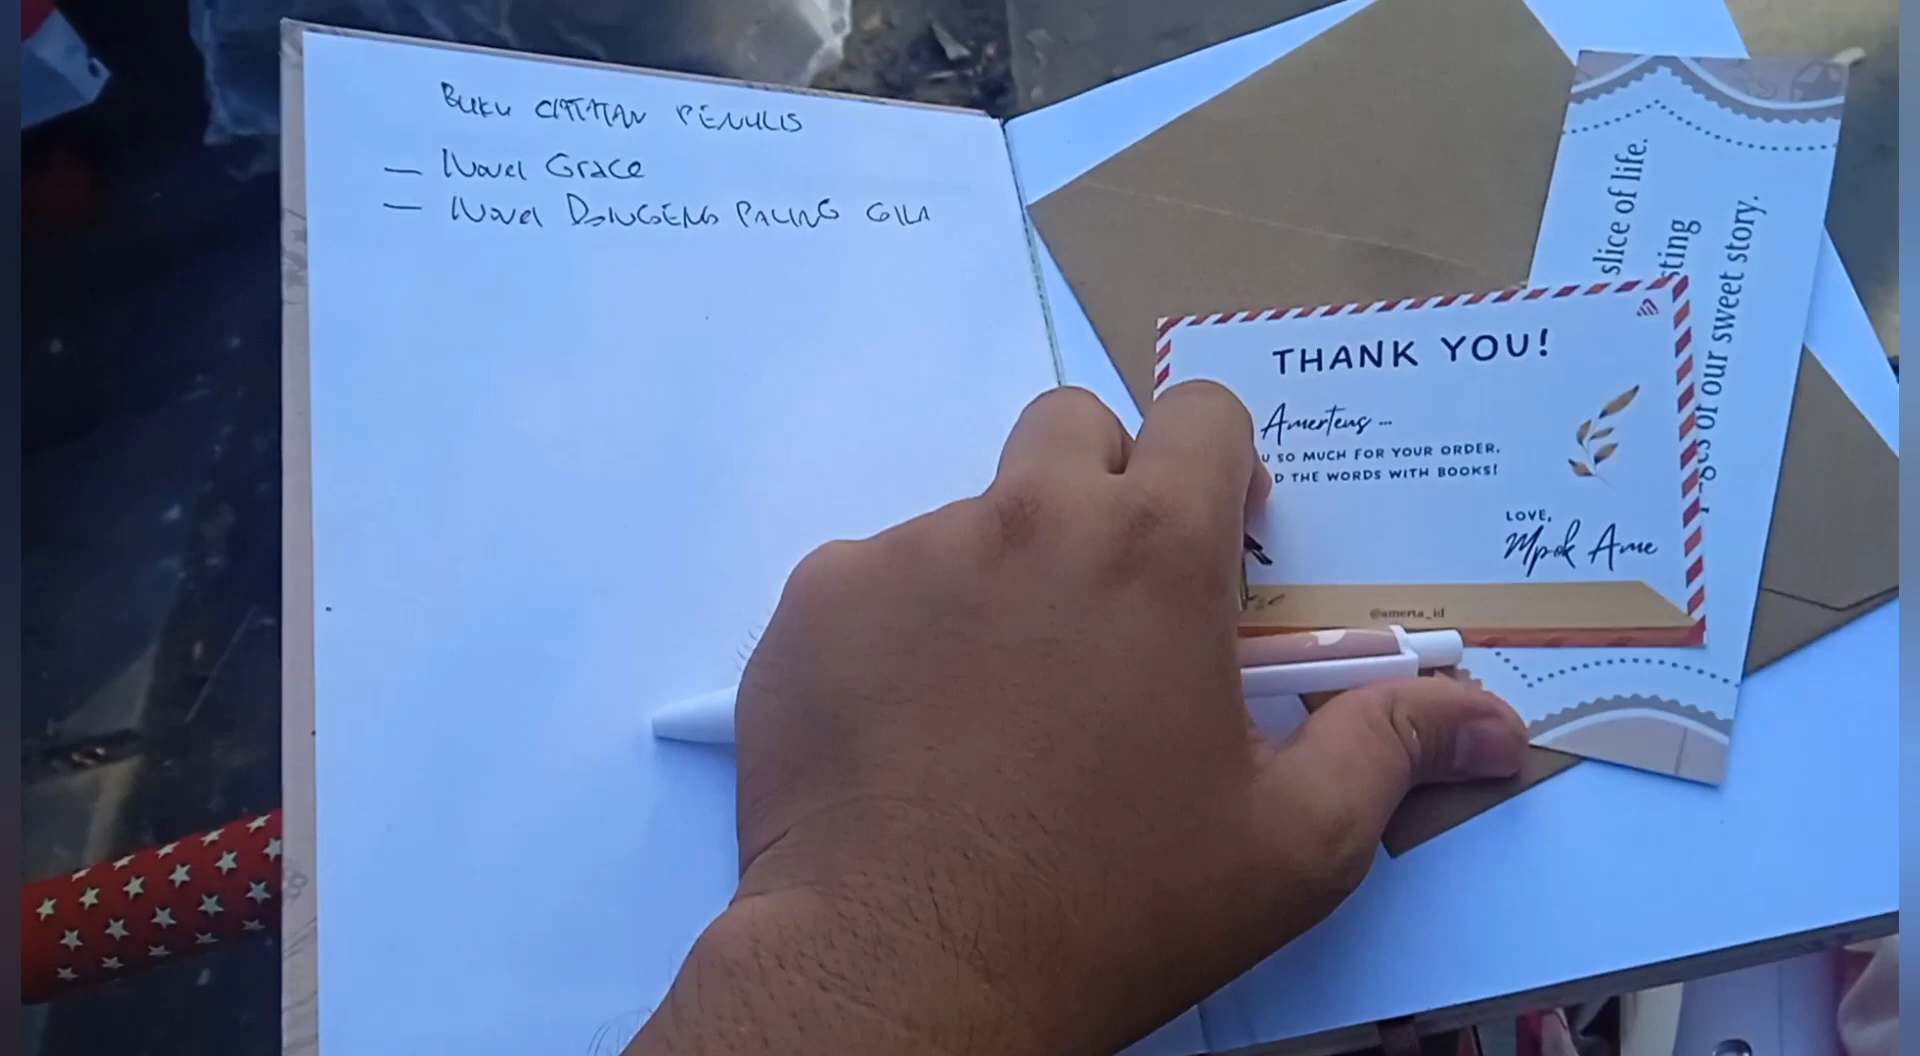 BUKU CATATAN PENULIS
— Novel Grace
— Novel DONGENG PALING GILA
slice of life.
sting
of our sweet story.
THANK YOU!
Amerteus ...
U SO MUCH FOR YOUR ORDER.
D THE WORDS WITH BOOKS!
LOVE,
Mpok Ame
@amerta_id